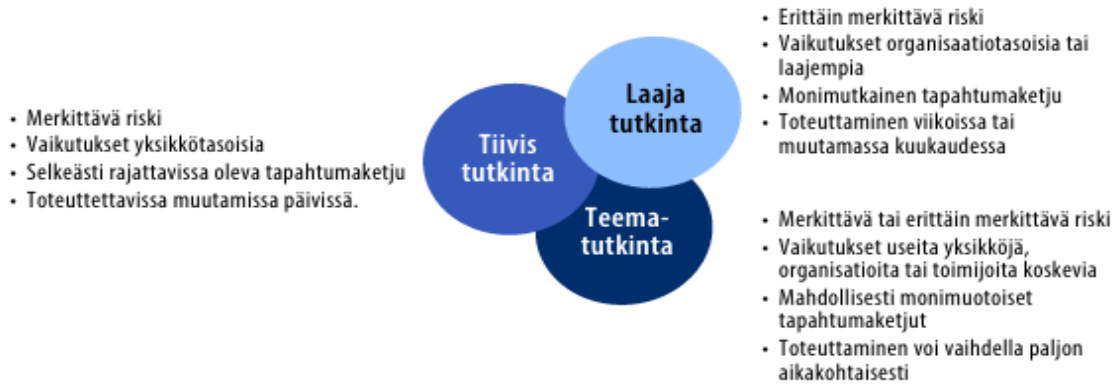 • Merkittävä riski
• Vaikutukset yksikkötasoisia
• Selkeästi rajattavissa oleva tapahtumaketju
• Toteuttettavissa muutamissa päivissä.
Tiivis
tutkinta
Laaja
tutkinta
Teema-
tutkinta
• Erittäin merkittävä riski
• Vaikutukset organisaatiotasoisia tai
laajempia
• Monimutkainen tapahtumaketju
• Toteuttaminen viikoissa tai
muutamassa kuukaudessa
• Merkittävä tai erittäin merkittävä riski
• Vaikutukset useita yksikköjä,
organisatioita tai toimijoita koskevia
• Mahdollisesti monimuotoiset
tapahtumaketjut
• Toteuttaminen voi vaihdella paljon
aikakohtaisesti